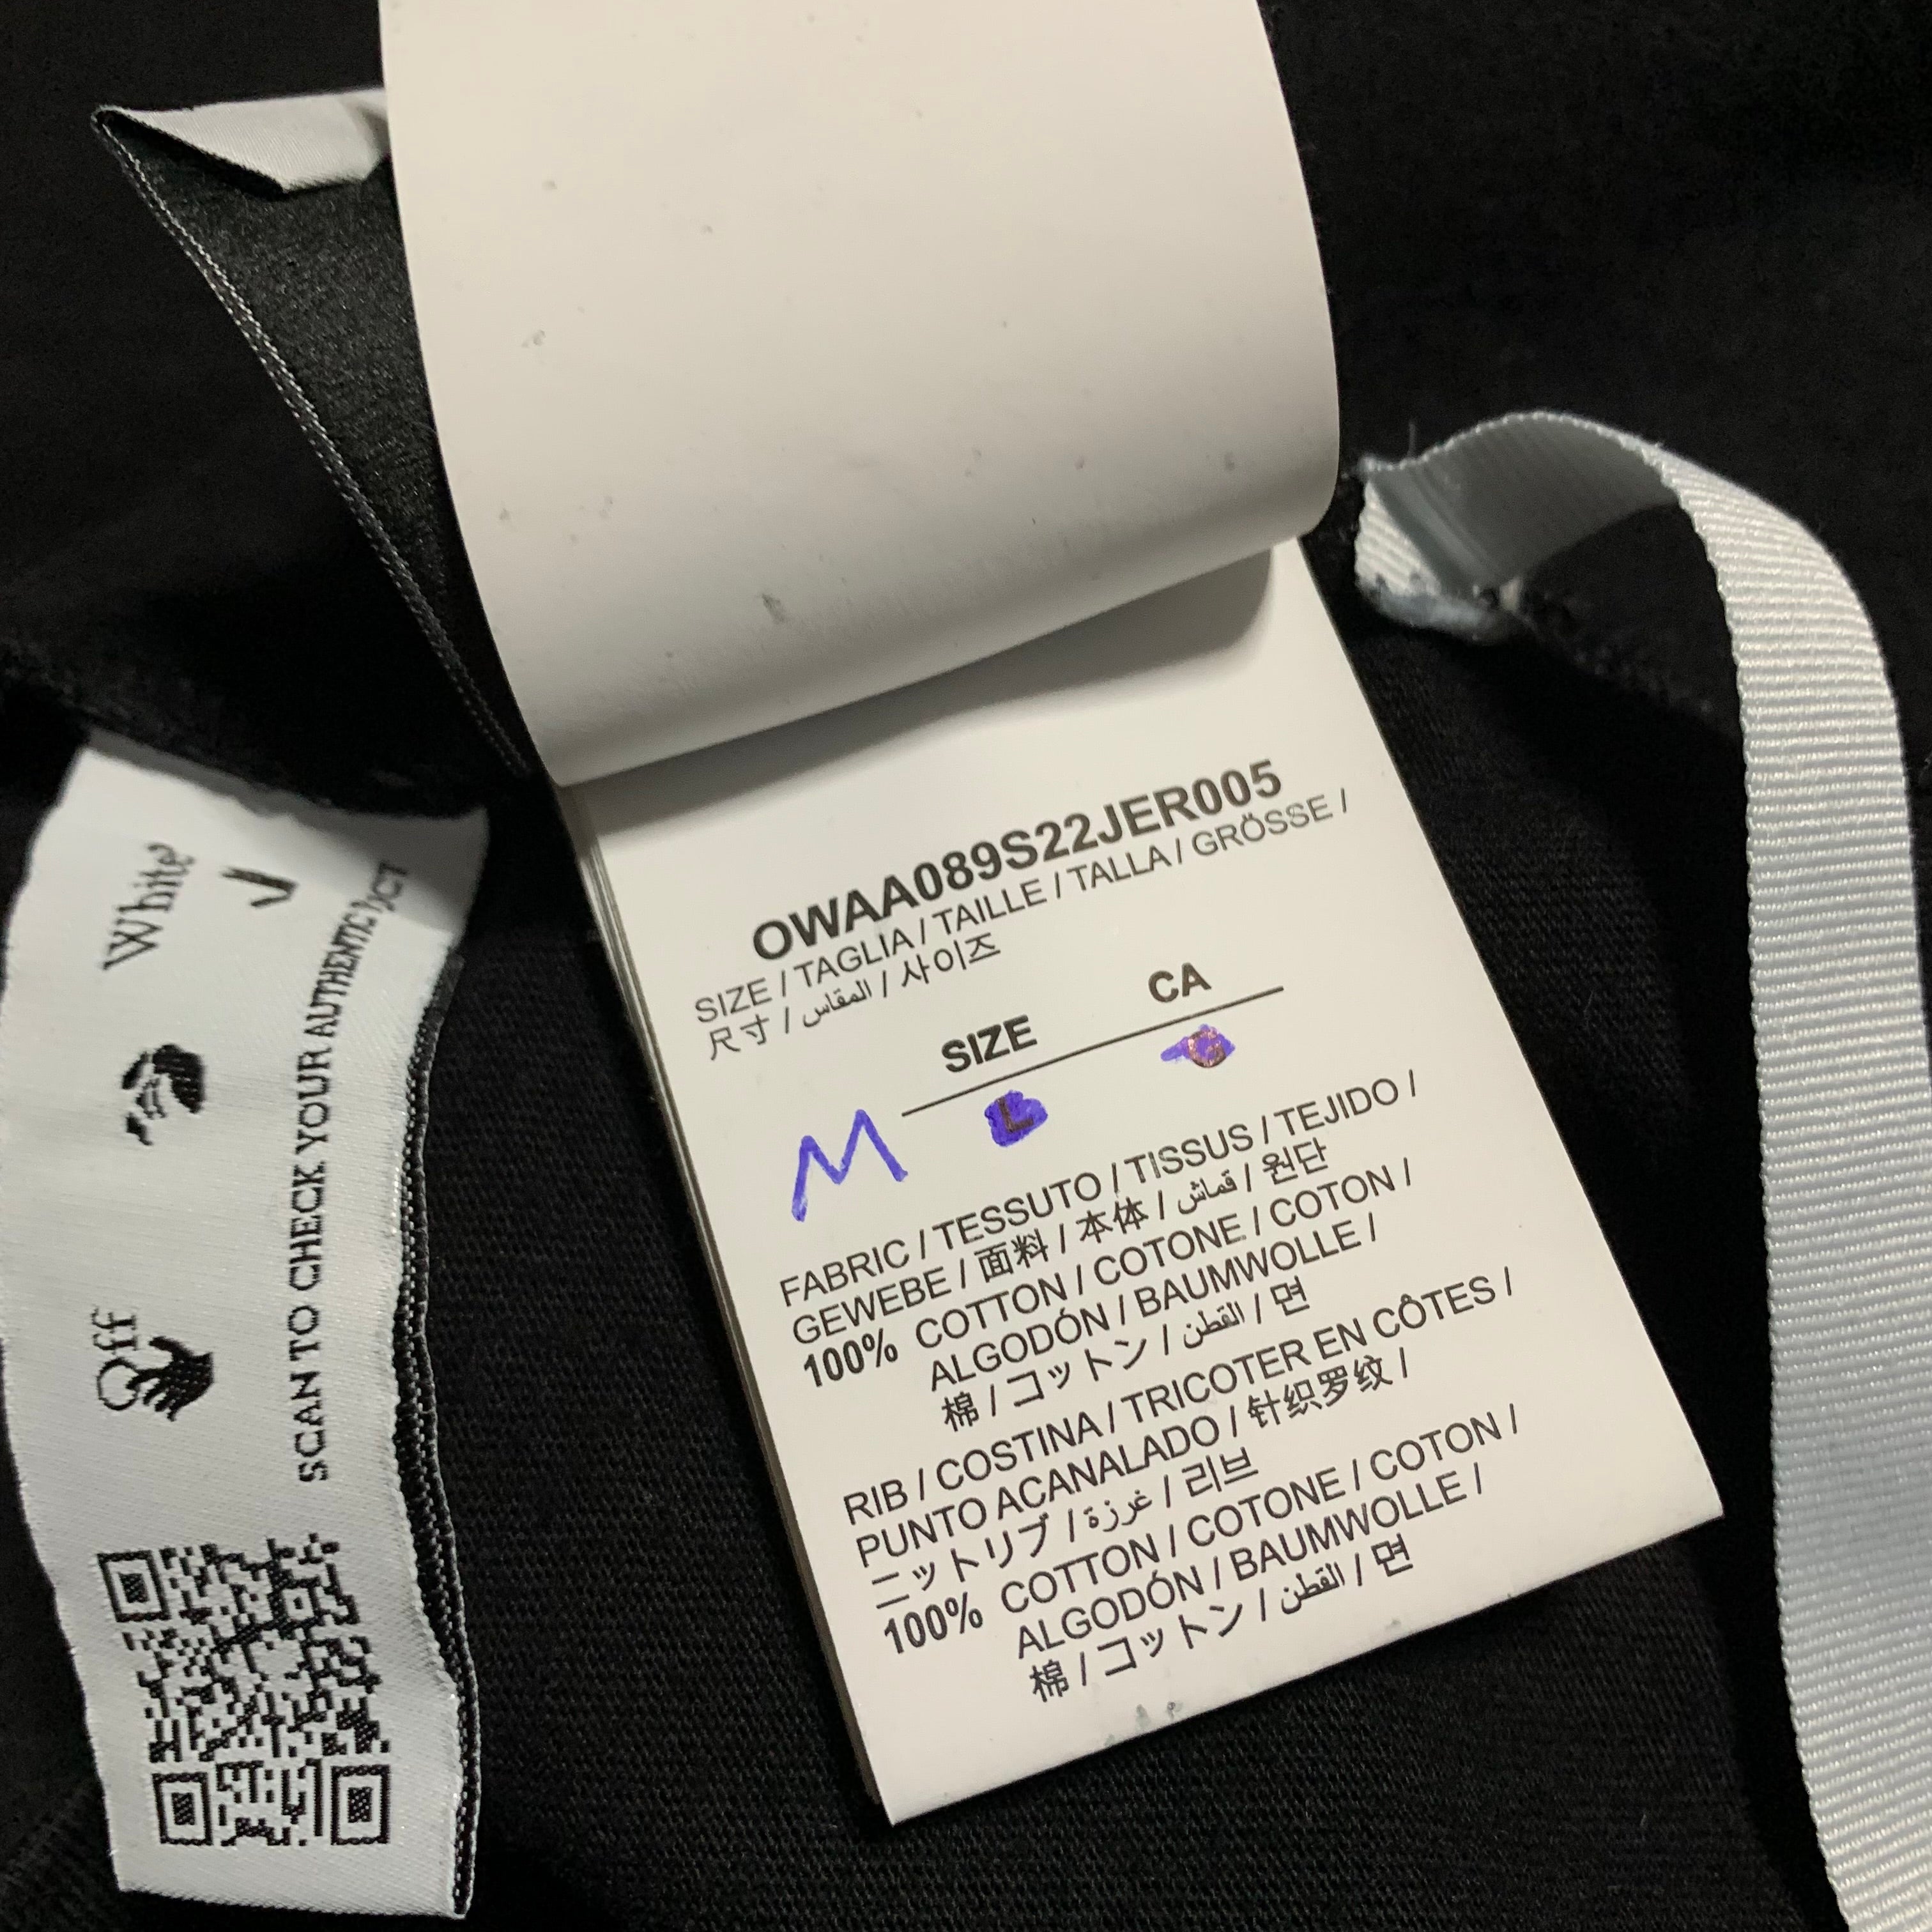 Off White
SCAN TO CHECK YOUR AUTHENTIC
OWAA089S22JER005
SIZE / TAGLIA / TAILLE / TALLA / GRÖSSE /
尺寸 / المقاس / 사이즈
SIZE CA
M L G
FABRIC / TESSUTO / TISSUS / TEJIDO /
GEWEBE / 面料 / 本体 / قماش / 원단
100% COTTON / COTONE / COTON /
ALGODÓN / BAUMWOLLE /
棉 / コットン / القطن / 면
RIB / COSTINA / TRICOTER EN CÔTES /
PUNTO ACANALADO / 针织罗纹 /
ニットリブ / غرزة / 리브
100% COTTON / COTONE / COTON /
ALGODÓN / BAUMWOLLE /
棉 / コットン / القطن / 면